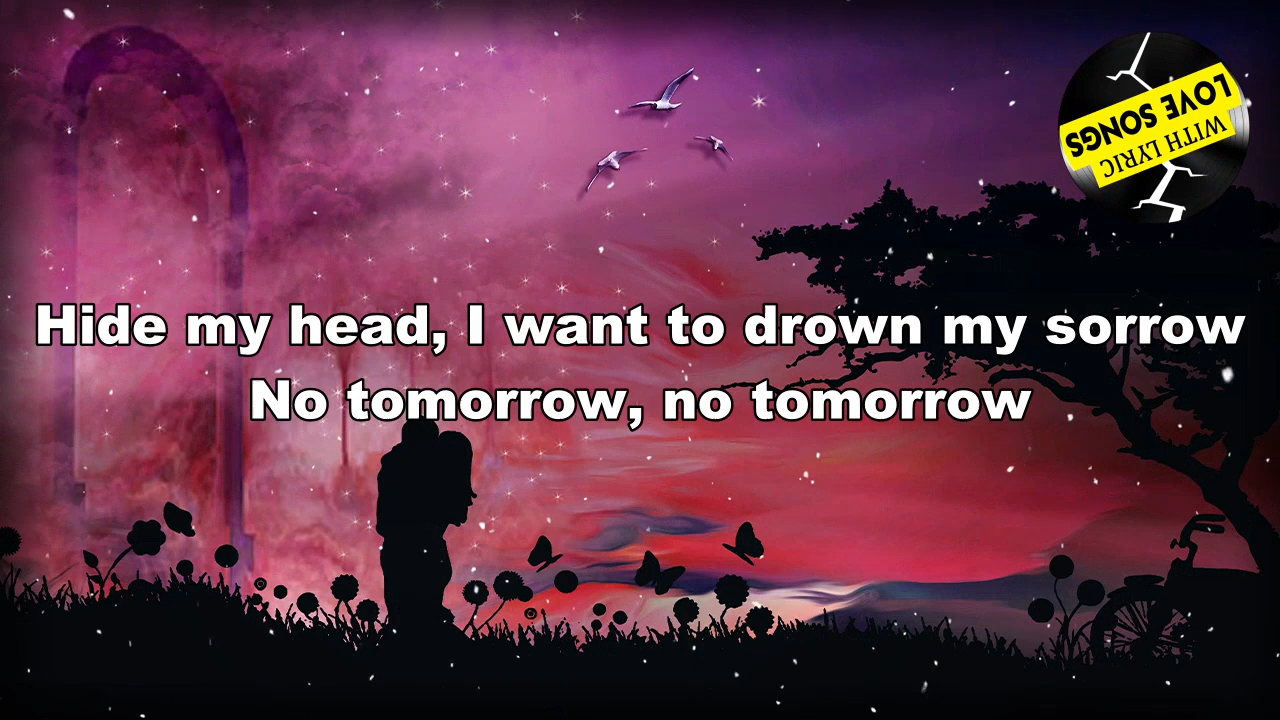 LOVE SONGS
WITH LYRIC
Hide my head, I want to drown my sorrow
No tomorrow, no tomorrow